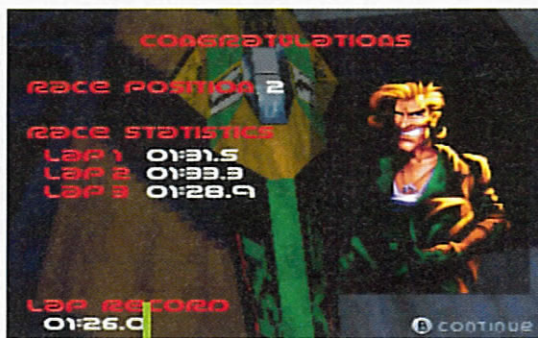 CONGRATULATIONS
RACE POSITION 2
RACE STATISTICS
LAP 1 01:31.5
LAP 2 01:33.3
LAP 3 01:28.9
LAP RECORD
01:26.0
B CONTINUE